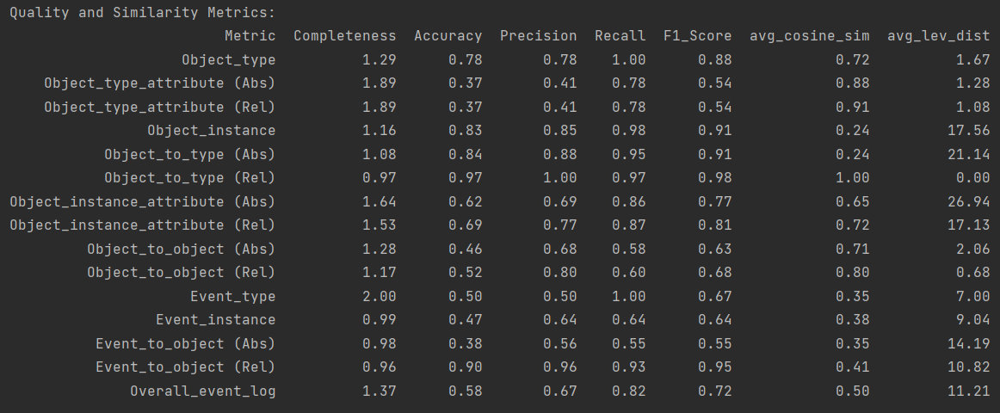 Quality and Similarity Metrics:
Metric Completeness Accuracy Precision Recall F1_Score avg_cosine_sim avg_lev_dist
Object_type 1.29 0.78 0.78 1.00 0.88 0.72 1.67
Object_type_attribute (Abs) 1.89 0.37 0.41 0.78 0.54 0.88 1.28
Object_type_attribute (Rel) 1.89 0.37 0.41 0.78 0.54 0.91 1.08
Object_instance 1.16 0.83 0.85 0.98 0.91 0.24 17.56
Object_to_type (Abs) 1.08 0.84 0.88 0.95 0.91 0.24 21.14
Object_to_type (Rel) 0.97 0.97 1.00 0.97 0.98 1.00 0.00
Object_instance_attribute (Abs) 1.64 0.62 0.69 0.86 0.77 0.65 26.94
Object_instance_attribute (Rel) 1.53 0.69 0.77 0.87 0.81 0.72 17.13
Object_to_object (Abs) 1.28 0.46 0.68 0.58 0.63 0.71 2.06
Object_to_object (Rel) 1.17 0.52 0.80 0.60 0.68 0.80 0.68
Event_type 2.00 0.50 0.50 1.00 0.67 0.35 7.00
Event_instance 0.99 0.47 0.64 0.64 0.64 0.38 9.04
Event_to_object (Abs) 0.98 0.38 0.56 0.55 0.55 0.35 14.19
Event_to_object (Rel) 0.96 0.90 0.96 0.93 0.95 0.41 10.82
Overall_event_log 1.37 0.58 0.67 0.82 0.72 0.50 11.21